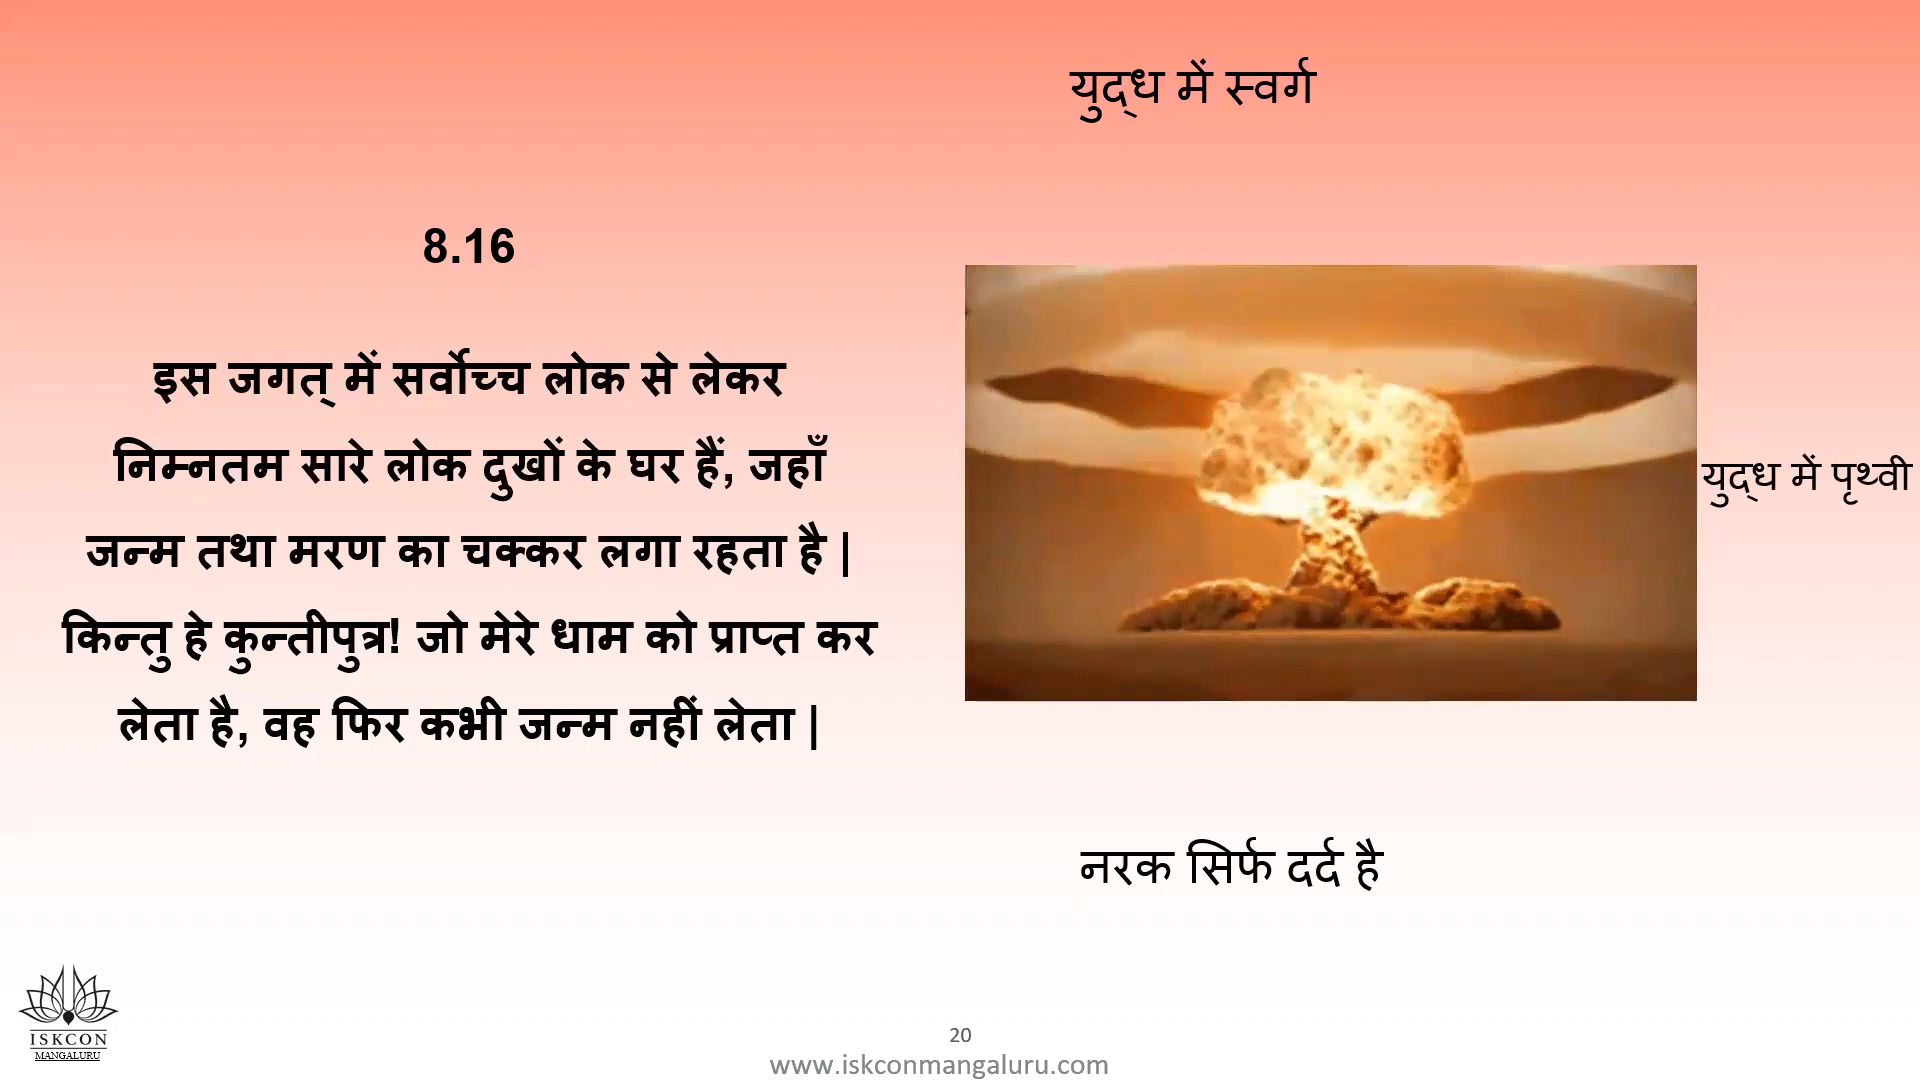 युद्ध में स्वर्ग
8.16
इस जगत् में सर्वोच्च लोक से लेकर
निम्नतम सारे लोक दुखों के घर हैं, जहाँ
जन्म तथा मरण का चक्कर लगा रहता है |
किन्तु हे कुन्तीपुत्र! जो मेरे धाम को प्राप्त कर
लेता है, वह फिर कभी जन्म नहीं लेता |
युद्ध में पृथ्वी
नरक सिर्फ दर्द है
ISKCON
MANGALURU
20
www.iskconmangaluru.com